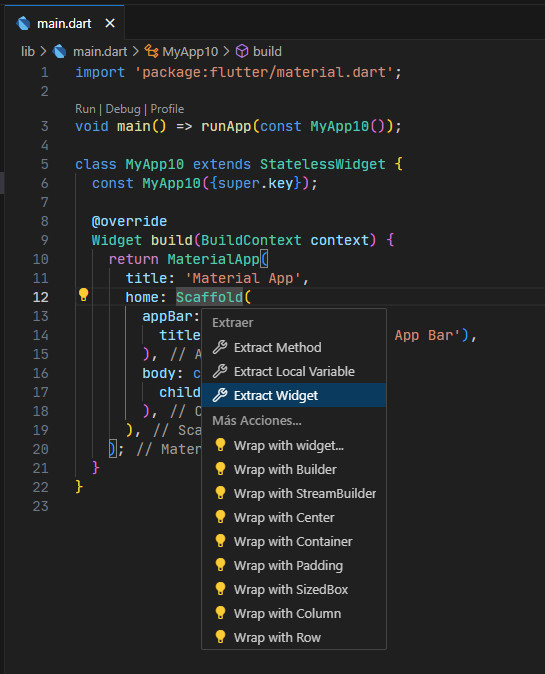 main.dart
lib > main.dart > MyApp10 > build
1 import 'package:flutter/material.dart';
2
Run | Debug | Profile
3 void main() => runApp(const MyApp10());
4
5 class MyApp10 extends StatelessWidget {
6 const MyApp10({super.key});
7
8 @override
9 Widget build(BuildContext context) {
10 return MaterialApp(
11 title: 'Material App',
12 home: Scaffold(
13 appBar:
14 title App Bar'),
15 ), // A
16 body: c
17 child
18 ), // C
19 ), // Sca
20 ); // Mater
21 }
22 }
23
Extraer
Extract Method
Extract Local Variable
Extract Widget
Más Acciones...
Wrap with widget...
Wrap with Builder
Wrap with StreamBuilder
Wrap with Center
Wrap with Container
Wrap with Padding
Wrap with SizedBox
Wrap with Column
Wrap with Row